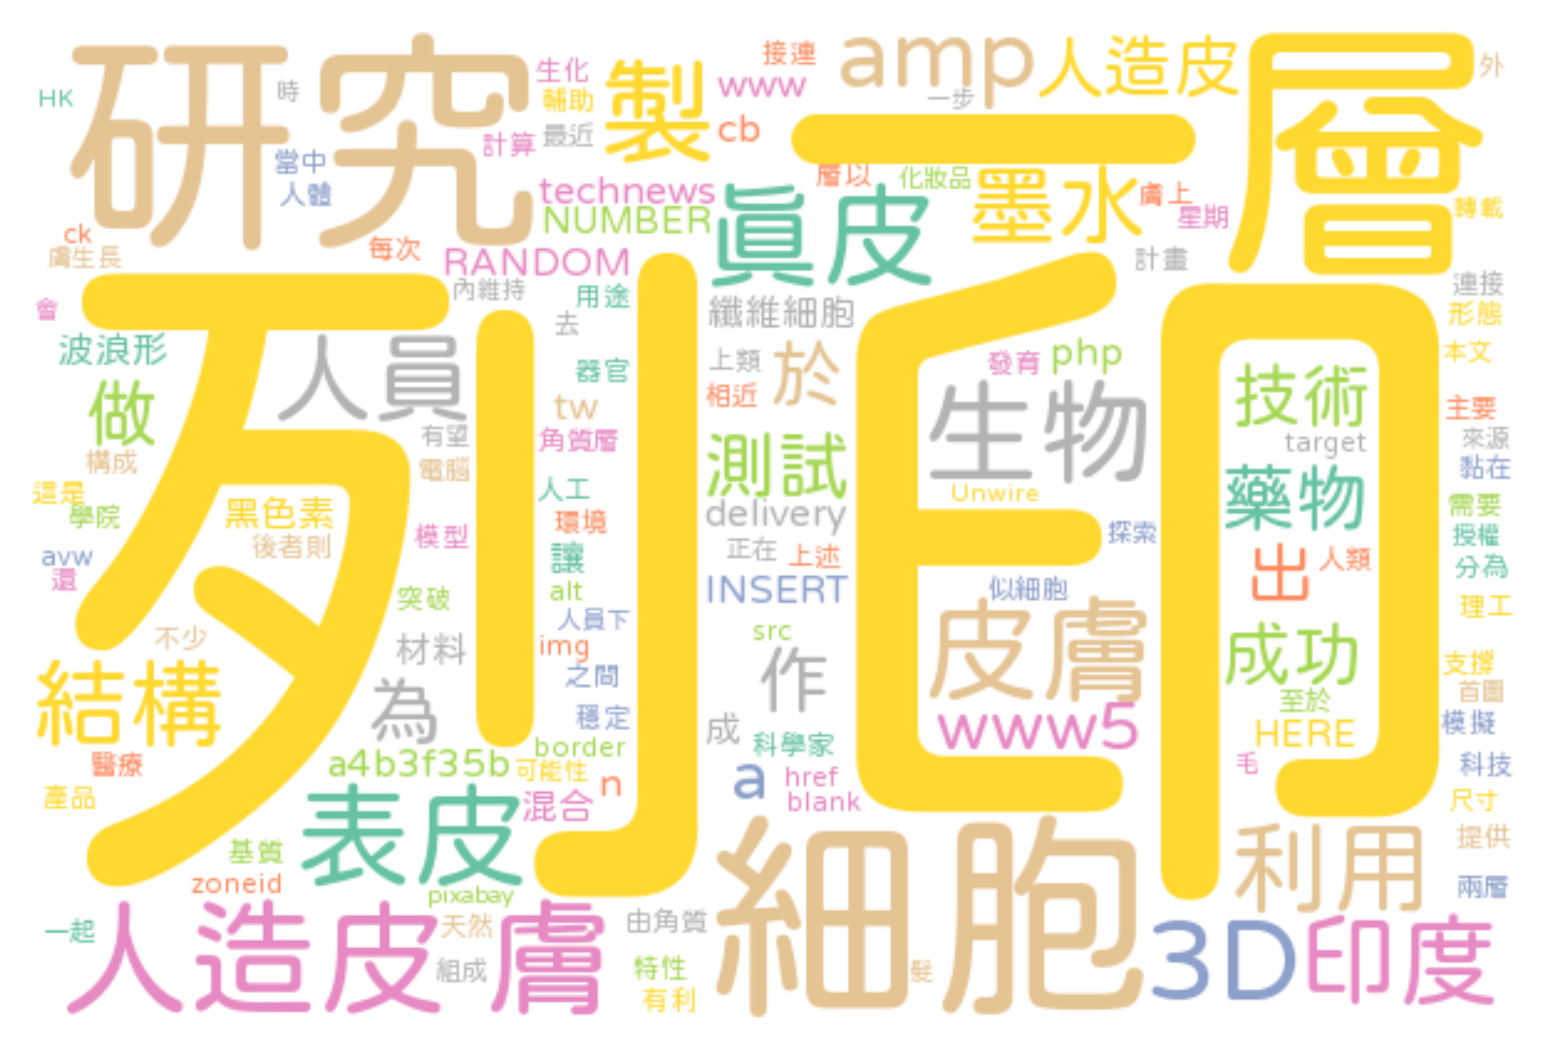 研究
HK
時
當中
人體
ck
膚生長
每次
會
生化
輔助
計算
最近
製
technews
NUMBER
RANDOM
接連
www
cb
amp
一步
人造皮
一層
外
層以
化妝品
真皮
墨水
膚上
星期
轉載
內維持
用途
去
纖維細胞
計畫
連接
形態
列印
波浪形
做
構成
這是
學院
avw
還
人員
有望
電腦
黑色素
後者則
模型
突破
不少
材料
為
結構
醫療
產品
器官
tw
角質層
人工
環境
讓
alt
人員下
img
之間
穩定
border
可能性
a4b3f35b
n
混合
上類
相近
於
測試
delivery
正在
上述
INSERT
src
作
成
科學家
a
href
blank
發育
php
生物
Unwire
探索
似細胞
皮膚
www5
技術
target
藥物
出
人類
成功
至於
HERE
毛
本文
主要
來源
黏在
需要
授權
分為
理工
支撐
首圖
模擬
科技
尺寸
提供
兩層
表皮
基質
zoneid
pixabay
一起
人造皮膚
天然
組成
由角質
特性
有利
細胞
髮
利用
3D
印度